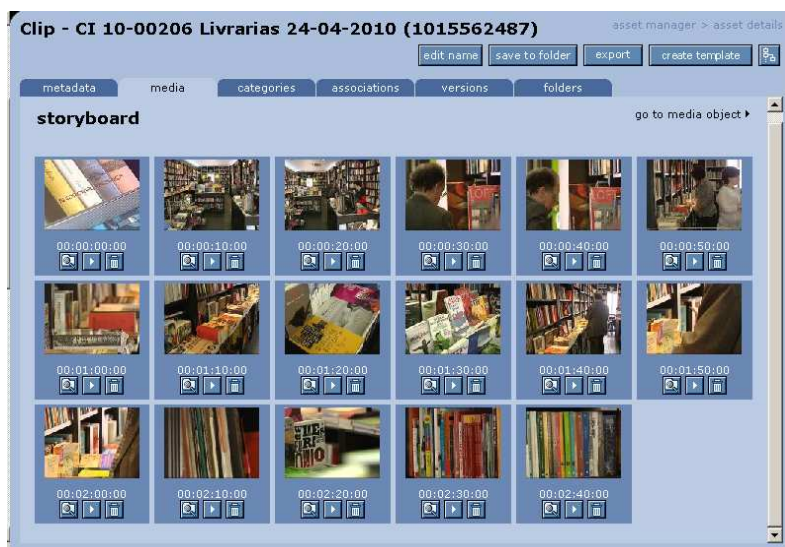 Clip - CI 10-00206 Livrarias 24-04-2010 (1015562487)
asset manager > asset details
edit name save to folder export create template
metadata media categories associations versions folders
storyboard
go to media object
00:00:00:00 00:00:10:00 00:00:20:00 00:00:30:00 00:00:40:00 00:00:50:00
00:01:00:00 00:01:10:00 00:01:20:00 00:01:30:00 00:01:40:00 00:01:50:00
00:02:00:00 00:02:10:00 00:02:20:00 00:02:30:00 00:02:40:00